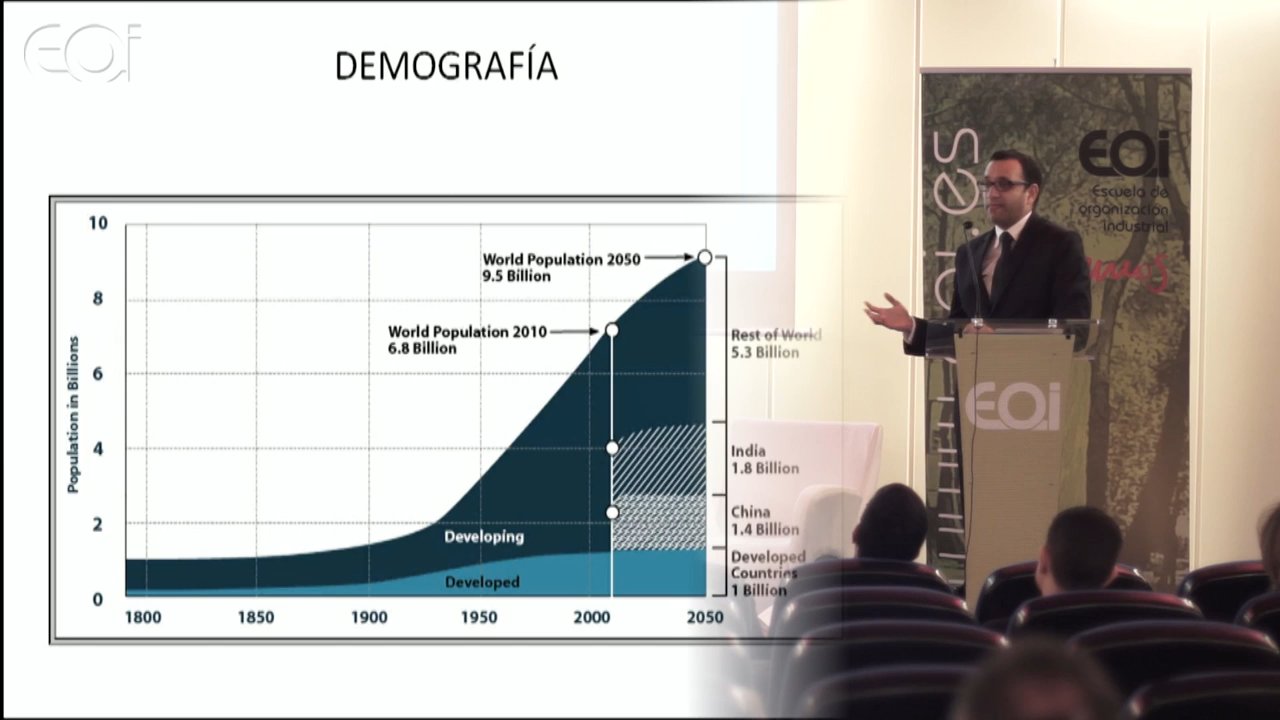 EOi
DEMOGRAFÍA
10
8
6
4
2
0
Population in Billions
World Population 2050
9.5 Billion
World Population 2010
6.8 Billion
Developing
Developed
1800
1850
1900
1950
2000
2050
Rest of World
5.3 Billion
India
1.8 Billion
China
1.4 Billion
Developed
Countries
1 Billion
EOi
Escuela de
organización
industrial
EOi